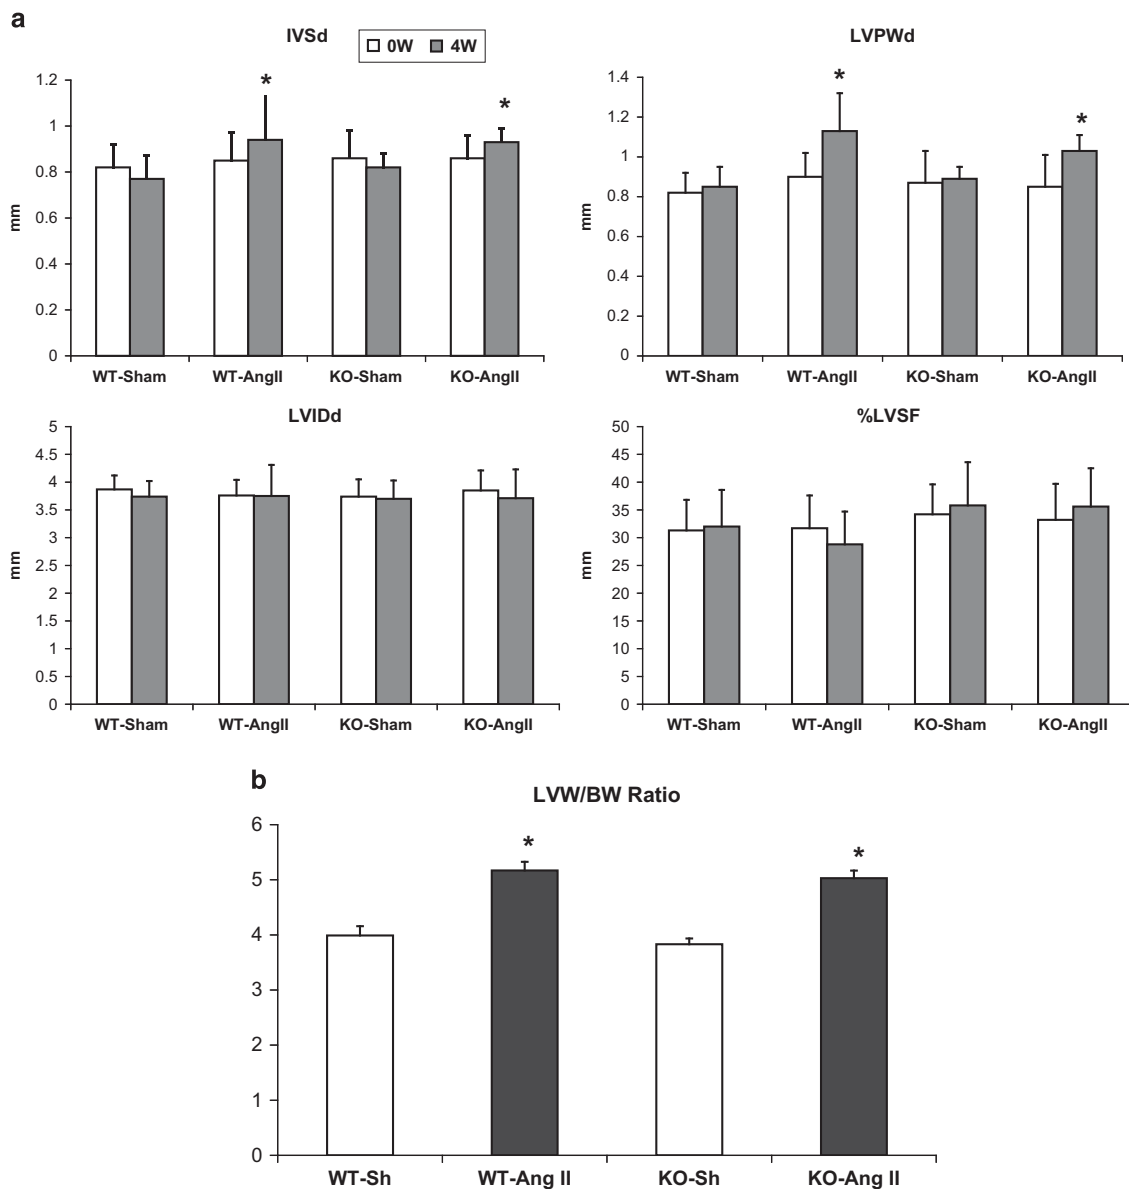 a
IVSd
0W 4W
LVPWd
1.2
1
0.8
0.6
0.4
0.2
0
mm
*
*
WT-Sham WT-AngII KO-Sham KO-AngII
1.4
1.2
1
0.8
0.6
0.4
0.2
0
mm
*
*
WT-Sham WT-AngII KO-Sham KO-AngII
LVIDd
5
4.5
4
3.5
3
2.5
2
1.5
1
0.5
0
mm
WT-Sham WT-AngII KO-Sham KO-AngII
%LVSF
50
45
40
35
30
25
20
15
10
5
0
mm
WT-Sham WT-AngII KO-Sham KO-AngII
b
LVW/BW Ratio
6
5
4
3
2
1
0
*
*
WT-Sh WT-Ang II KO-Sh KO-Ang II